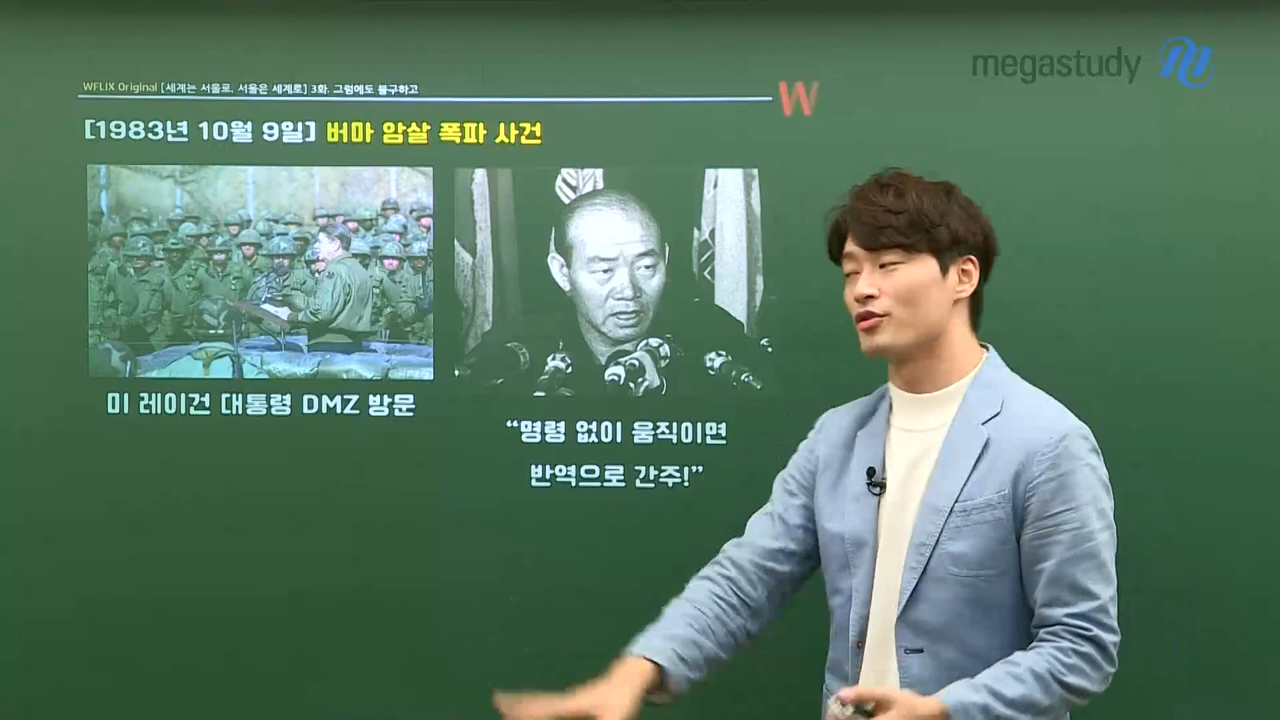 megastudy
WFLIX Original [세계는 서울로, 서울은 세계로] 3화. 그럼에도 불구하고
W
[1983년 10월 9일] 버마 암살 폭파 사건
미 레이건 대통령 DMZ 방문
“명령 없이 움직이면
반역으로 간주!”